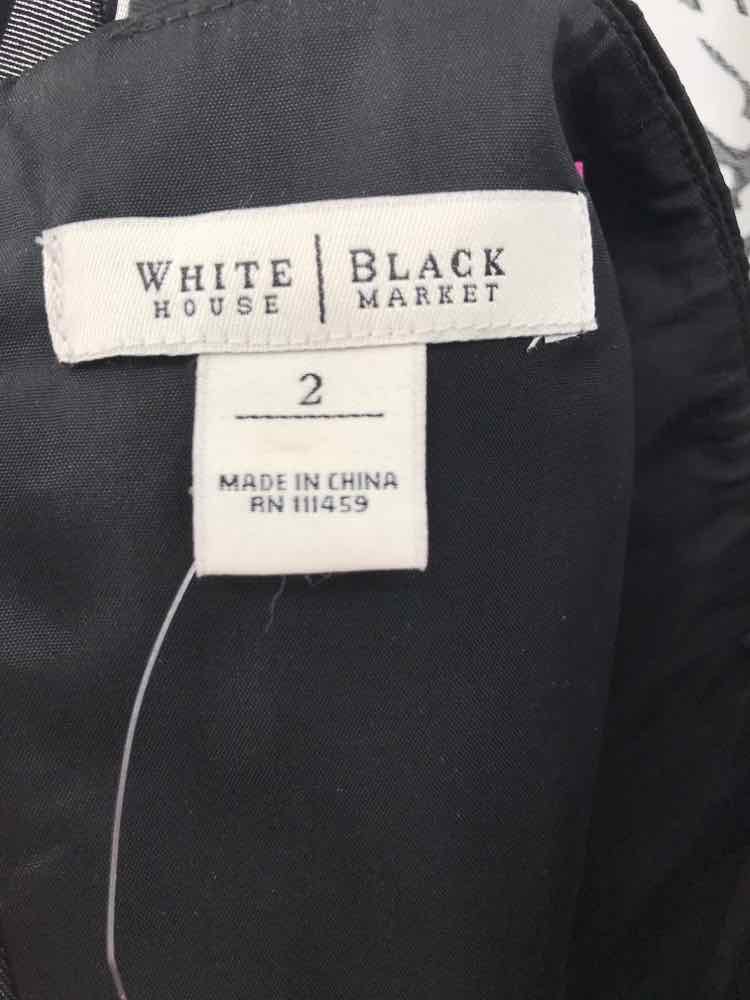 WHITE | BLACK
HOUSE | MARKET
2
MADE IN CHINA
RN 111459